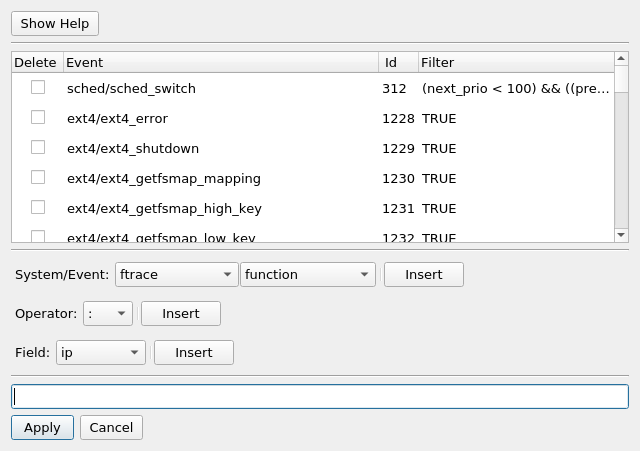 Show Help
Delete Event Id Filter
sched/sched_switch 312 (next_prio < 100) && ((pre...
ext4/ext4_error 1228 TRUE
ext4/ext4_shutdown 1229 TRUE
ext4/ext4_getfsmap_mapping 1230 TRUE
ext4/ext4_getfsmap_high_key 1231 TRUE
ext4/ext4_getfsmap_low_key 1232 TRUE
System/Event: ftrace function Insert
Operator: : Insert
Field: ip Insert
Apply Cancel